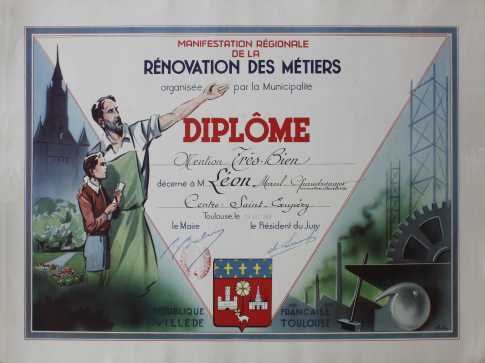 MANIFESTATION RÉGIONALE
DE LA
RÉNOVATION DES MÉTIERS
organisée par la Municipalité
DIPLÔME
Mention Très-Bien
décerné à M. Léon, Marcel
Centre: Saint-Exupéry
Toulouse, le
le Maire le Président du Jury
RÉPUBLIQUE FRANÇAISE
VILLE DE TOULOUSE